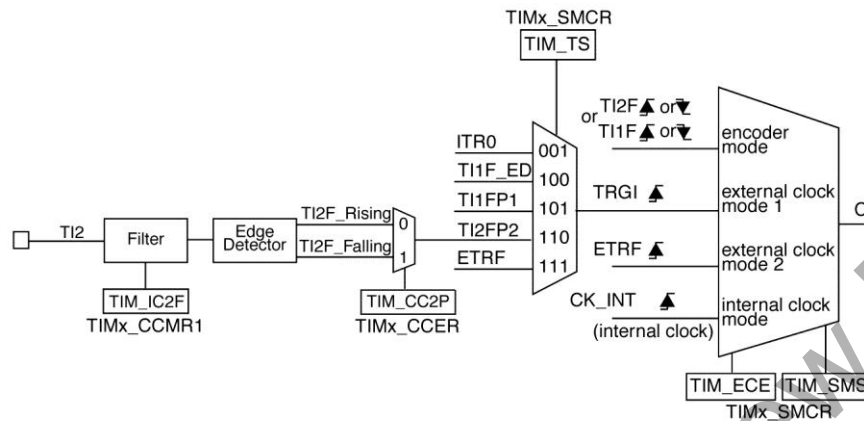 TIMx_SMCR
TIM_TS
ITR0
TI1F_ED
TI1FP1
TI2FP2
ETRF
001
100
101
110
111
TI2
Filter
Edge
Detector
TI2F_Rising
TI2F_Falling
0
1
TIM_IC2F
TIMx_CCMR1
TIM_CC2P
TIMx_CCER
or
TI2F or
TI1F or
encoder
mode
TRGI
external clock
mode 1
ETRF
external clock
mode 2
CK_INT
(internal clock)
internal clock
mode
TIM_ECE
TIM_SMS
TIMx_SMCR